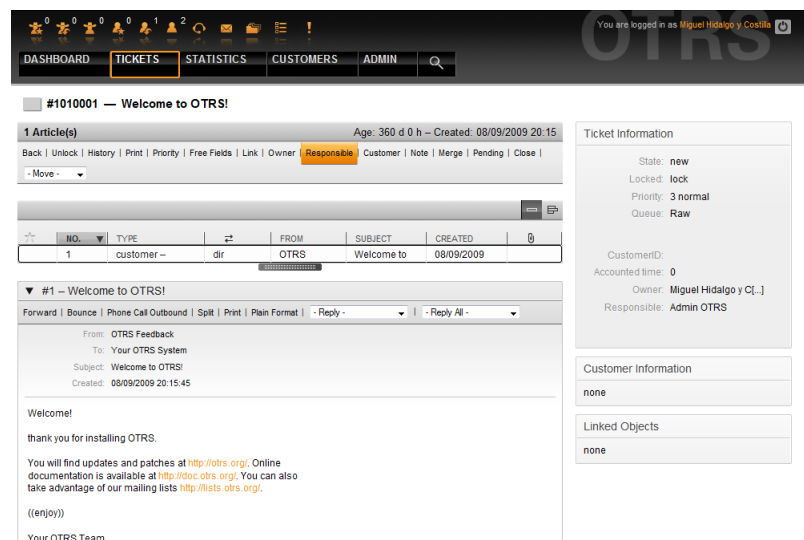 0 0 0 0 1 2
You are logged in as Miguel Hidalgo y Costilla
OTRS
DASHBOARD TICKETS STATISTICS CUSTOMERS ADMIN
#1010001 — Welcome to OTRS!
1 Article(s) Age: 360 d 0 h – Created: 08/09/2009 20:15
Back | Unlock | History | Print | Priority | Free Fields | Link | Owner | Responsible | Customer | Note | Merge | Pending | Close |
- Move -
NO. TYPE FROM SUBJECT CREATED
1 customer – dir OTRS Welcome to 08/09/2009
#1 – Welcome to OTRS!
Forward | Bounce | Phone Call Outbound | Split | Print | Plain Format | - Reply - | - Reply All -
From: OTRS Feedback
To: Your OTRS System
Subject: Welcome to OTRS!
Created: 08/09/2009 20:15:45
Welcome!
thank you for installing OTRS.
You will find updates and patches at http://otrs.org/. Online
documentation is available at http://doc.otrs.org/. You can also
take advantage of our mailing lists http://lists.otrs.org/.
((enjoy))
Your OTRS Team
Ticket Information
State: new
Locked: lock
Priority: 3 normal
Queue: Raw
CustomerID:
Accounted time: 0
Owner: Miguel Hidalgo y C[...]
Responsible: Admin OTRS
Customer Information
none
Linked Objects
none